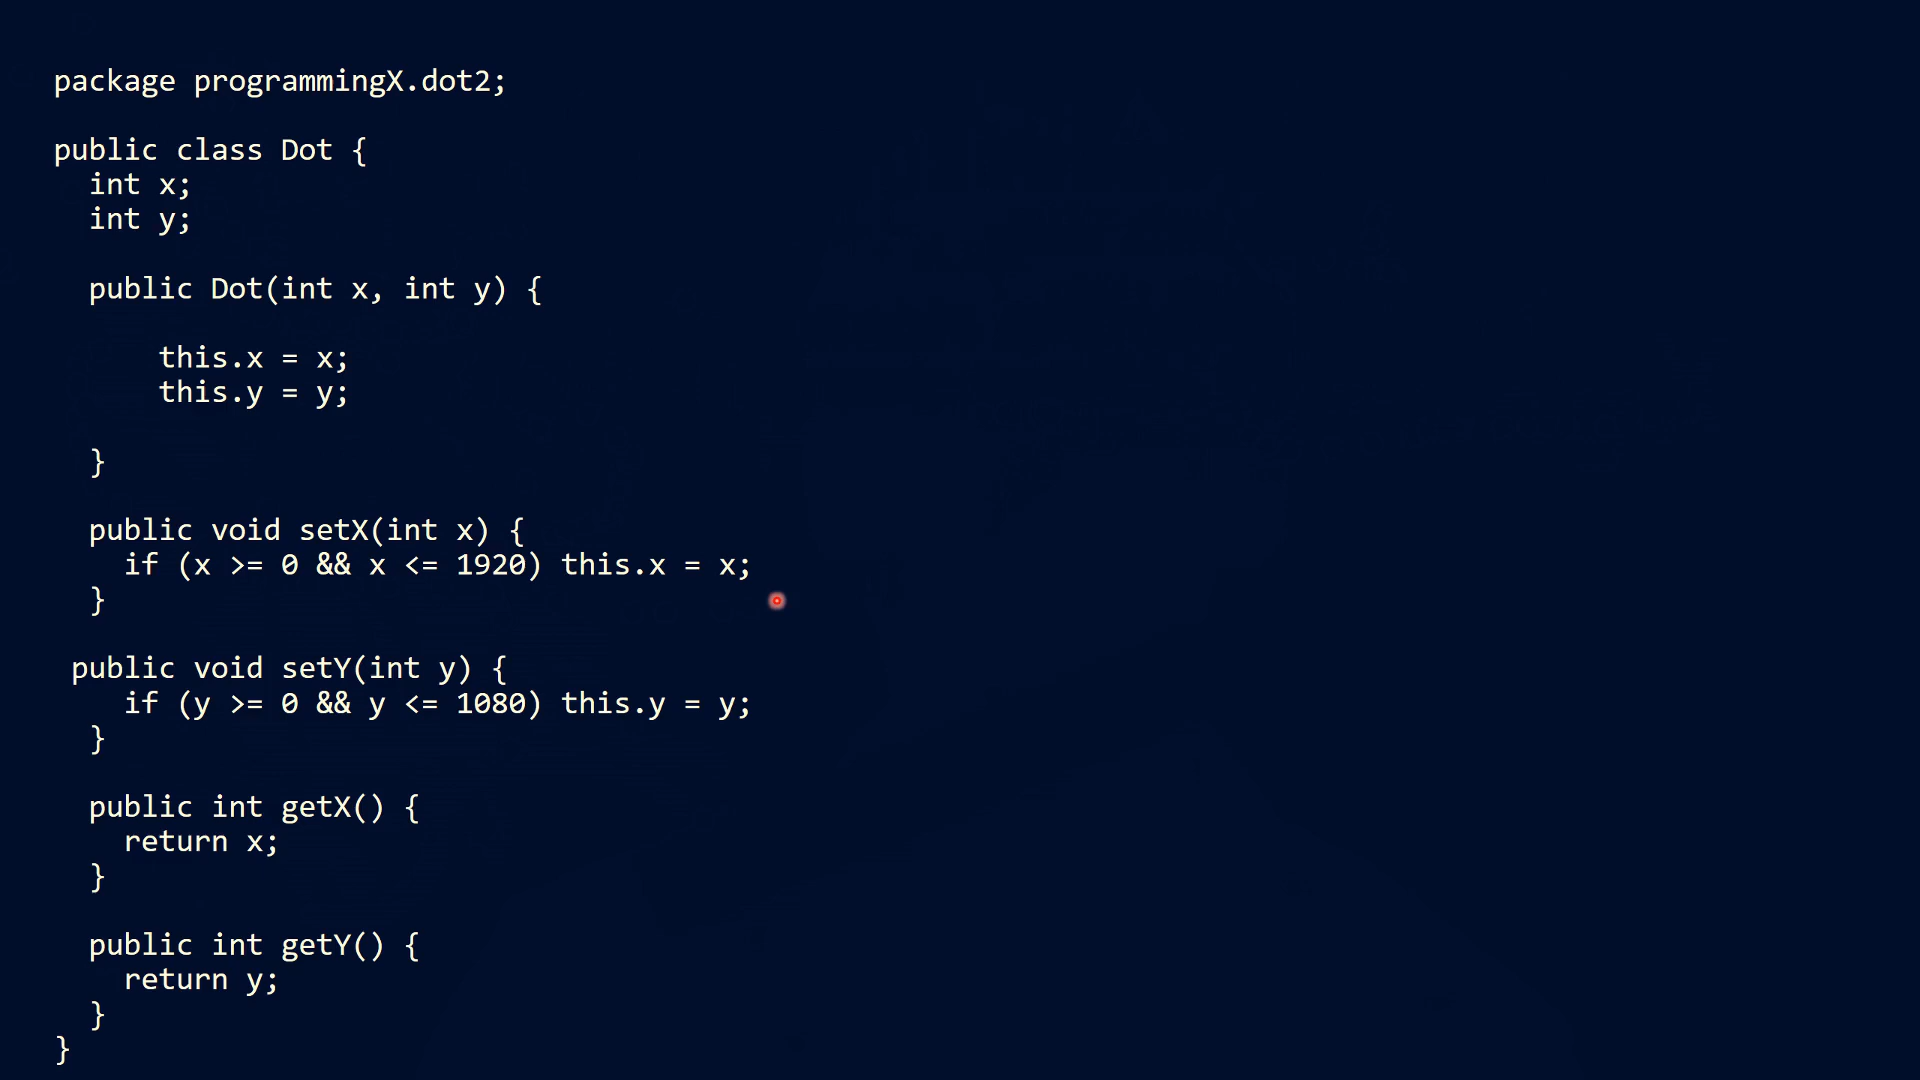 package programmingX.dot2;
public class Dot {
int x;
int y;
public Dot(int x, int y) {
this.x = x;
this.y = y;
}
public void setX(int x) {
if (x >= 0 && x <= 1920) this.x = x;
}
public void setY(int y) {
if (y >= 0 && y <= 1080) this.y = y;
}
public int getX() {
return x;
}
public int getY() {
return y;
}
}